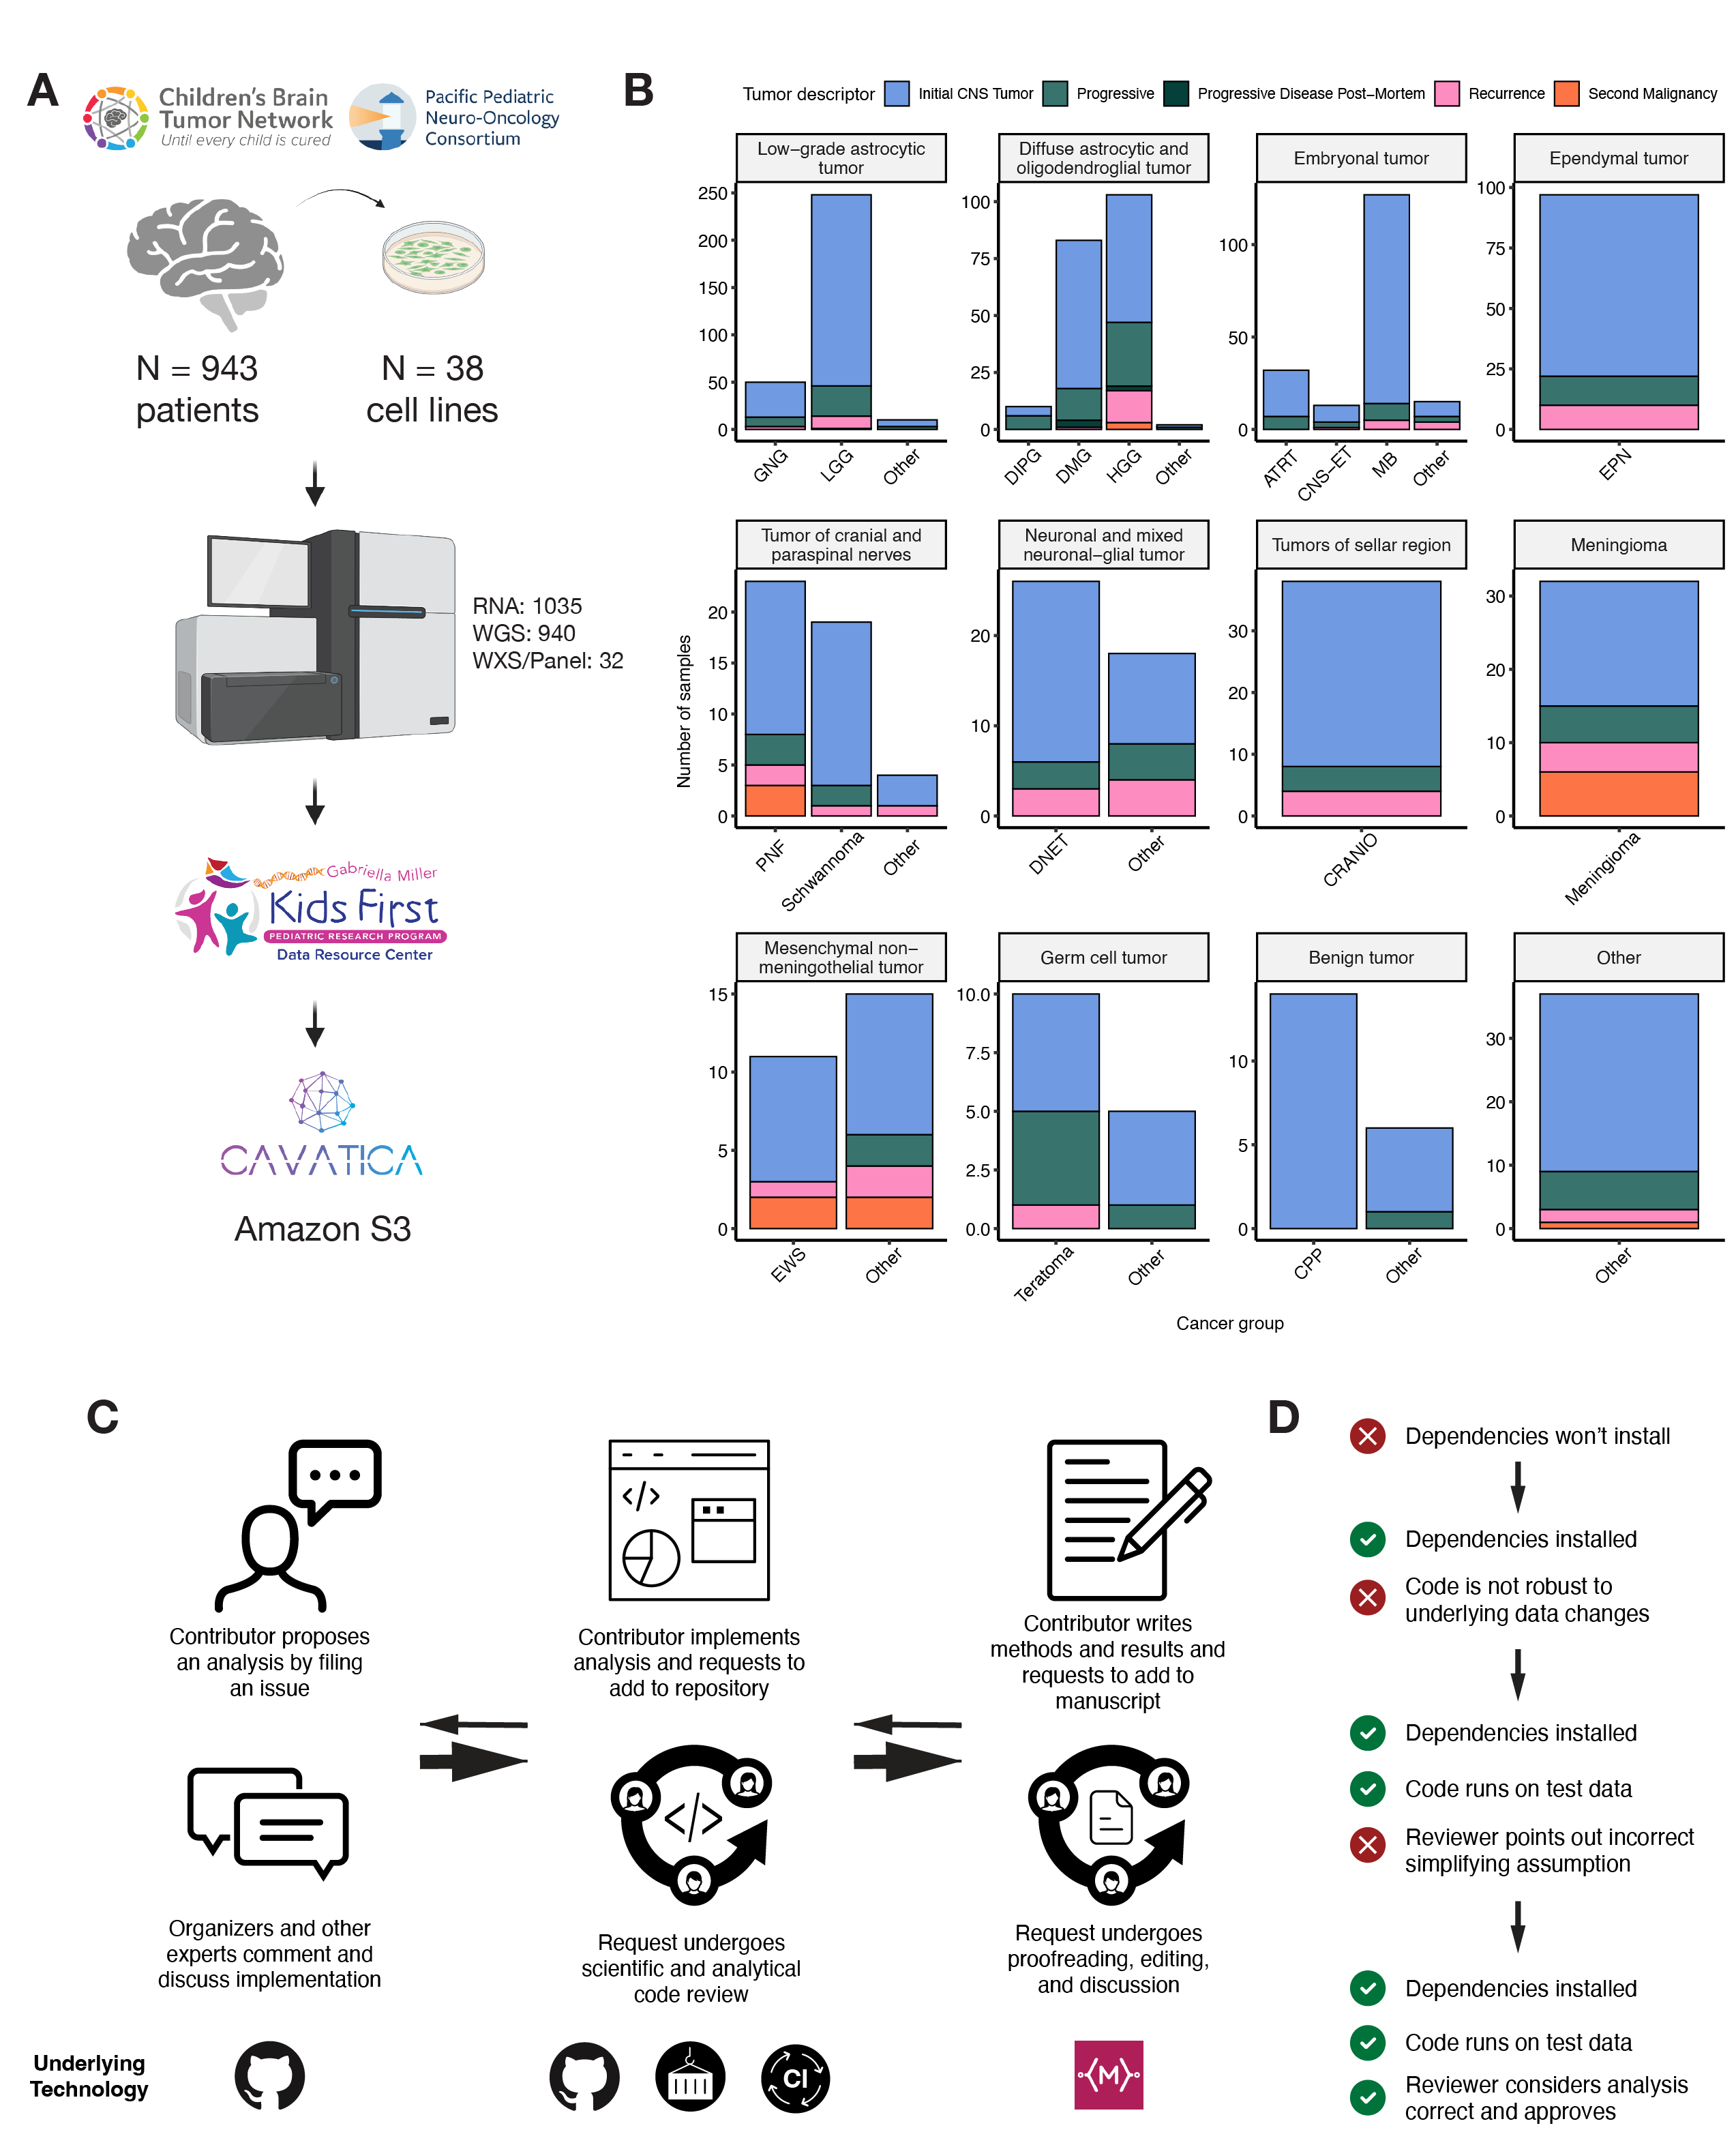 A
Children's Brain
Tumor Network
Until every child is cured
Pacific Pediatric
Neuro-Oncology
Consortium
N = 943
patients
N = 38
cell lines
RNA: 1035
WGS: 940
WXS/Panel: 32
Gabriella Miller
Kids First
PEDIATRIC RESEARCH PROGRAM
Data Resource Center
CAVATICA
Amazon S3
B
Tumor descriptor
Initial CNS Tumor
Progressive
Progressive Disease Post−Mortem
Recurrence
Second Malignancy
Number of samples
Low−grade astrocytic
tumor
250
200
150
100
50
0
GNG
LGG
Other
Diffuse astrocytic and
oligodendroglial tumor
100
75
50
25
0
DIPG
DMG
HGG
Other
Embryonal tumor
100
50
0
ATRT
CNS−ET
MB
Other
Ependymal tumor
100
75
50
25
0
EPN
Tumor of cranial and
paraspinal nerves
20
15
10
5
0
PNF
Schwannoma
Other
Neuronal and mixed
neuronal−glial tumor
20
10
0
DNET
Other
Tumors of sellar region
30
20
10
0
CRANIO
Meningioma
30
20
10
0
Meningioma
Mesenchymal non−
meningothelial tumor
15
10
5
0
EWS
Other
Germ cell tumor
10.0
7.5
5.0
2.5
0.0
Teratoma
Other
Benign tumor
10
5
0
CPP
Other
Other
30
20
10
0
Other
Cancer group
C
Contributor proposes
an analysis by filing
an issue
Organizers and other
experts comment and
discuss implementation
</>
Contributor implements
analysis and requests to
add to repository
</>
Request undergoes
scientific and analytical
code review
Contributor writes
methods and results and
requests to add to
manuscript
Request undergoes
proofreading, editing,
and discussion
Underlying
Technology
CI
M
D
Dependencies won't install
Dependencies installed
Code is not robust to
underlying data changes
Dependencies installed
Code runs on test data
Reviewer points out incorrect
simplifying assumption
Dependencies installed
Code runs on test data
Reviewer considers analysis
correct and approves